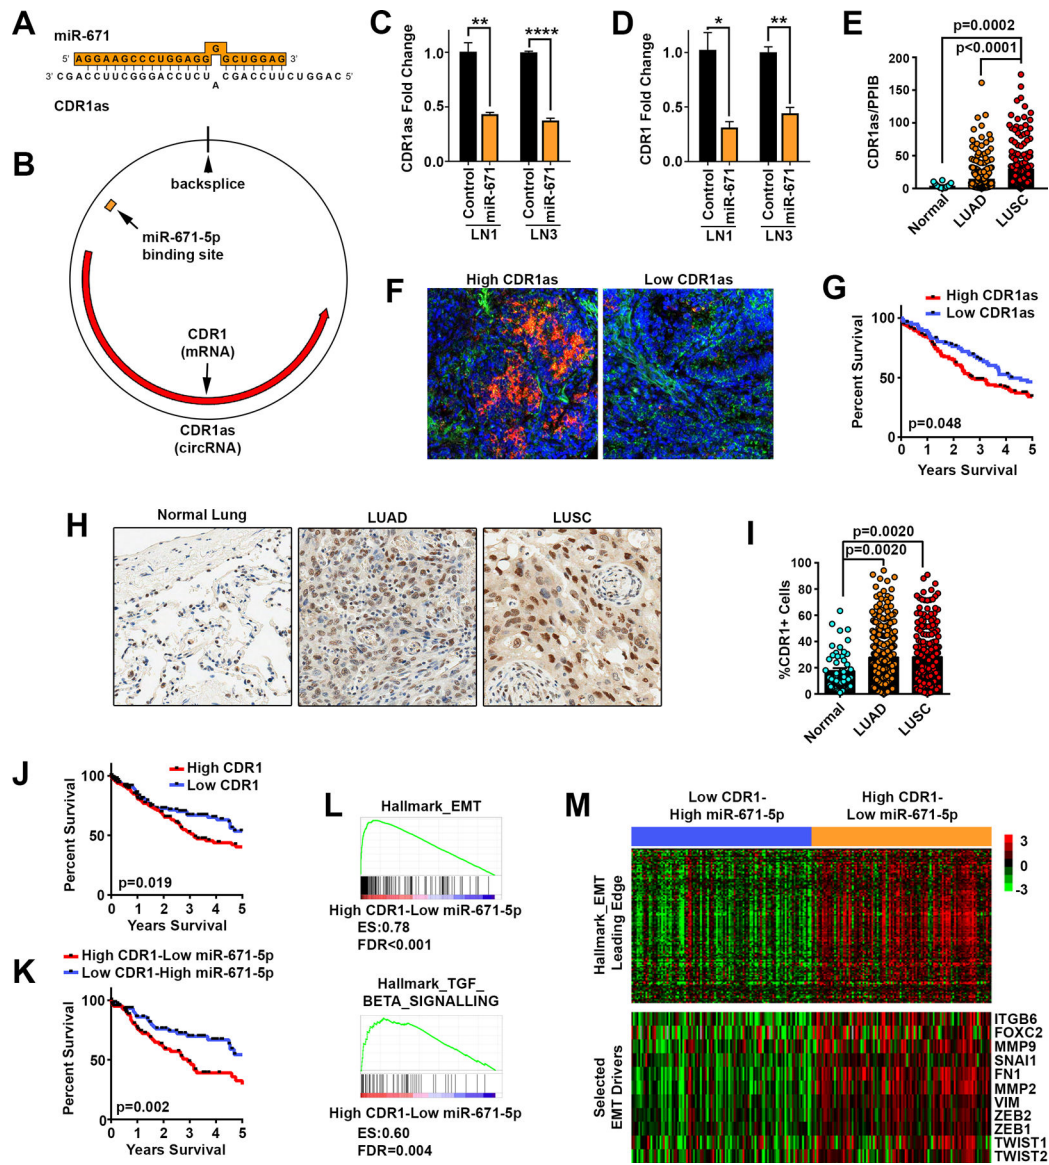 A
miR-671
G
5' AGGAAGCCCUGGAGG GCUGGAG 3'
3' CGACCUUCGGGACCUCU CGACCUUCUGGAC 5'
A
CDR1as
B
backsplice
miR-671-5p
binding site
CDR1
(mRNA)
CDR1as
(circRNA)
C
CDR1as Fold Change
1.0
0.5
0.0
**
****
Control
miR-671
Control
miR-671
LN1
LN3
D
CDR1 Fold Change
1.0
0.5
0.0
*
**
Control
miR-671
Control
miR-671
LN1
LN3
E
p=0.0002
p<0.0001
CDR1as/PPIB
200
150
100
50
0
Normal
LUAD
LUSC
F
High CDR1as
Low CDR1as
G
High CDR1as
Low CDR1as
Percent Survival
100
50
0
p=0.048
0 1 2 3 4 5
Years Survival
H
Normal Lung
LUAD
LUSC
I
p=0.0020
p=0.0020
%CDR1+ Cells
100
80
60
40
20
0
Normal
LUAD
LUSC
J
High CDR1
Low CDR1
Percent Survival
100
50
0
p=0.019
0 1 2 3 4 5
Years Survival
K
High CDR1-Low miR-671-5p
Low CDR1-High miR-671-5p
Percent Survival
100
50
0
p=0.002
0 1 2 3 4 5
Years Survival
L
Hallmark_EMT
High CDR1-Low miR-671-5p
ES:0.78
FDR<0.001
Hallmark_TGF_
BETA_SIGNALLING
High CDR1-Low miR-671-5p
ES:0.60
FDR=0.004
M
Low CDR1-
High miR-671-5p
High CDR1-
Low miR-671-5p
3
0
-3
Hallmark_EMT
Leading Edge
Selected
EMT Drivers
ITGB6
FOXC2
MMP9
SNAI1
FN1
MMP2
VIM
ZEB2
ZEB1
TWIST1
TWIST2